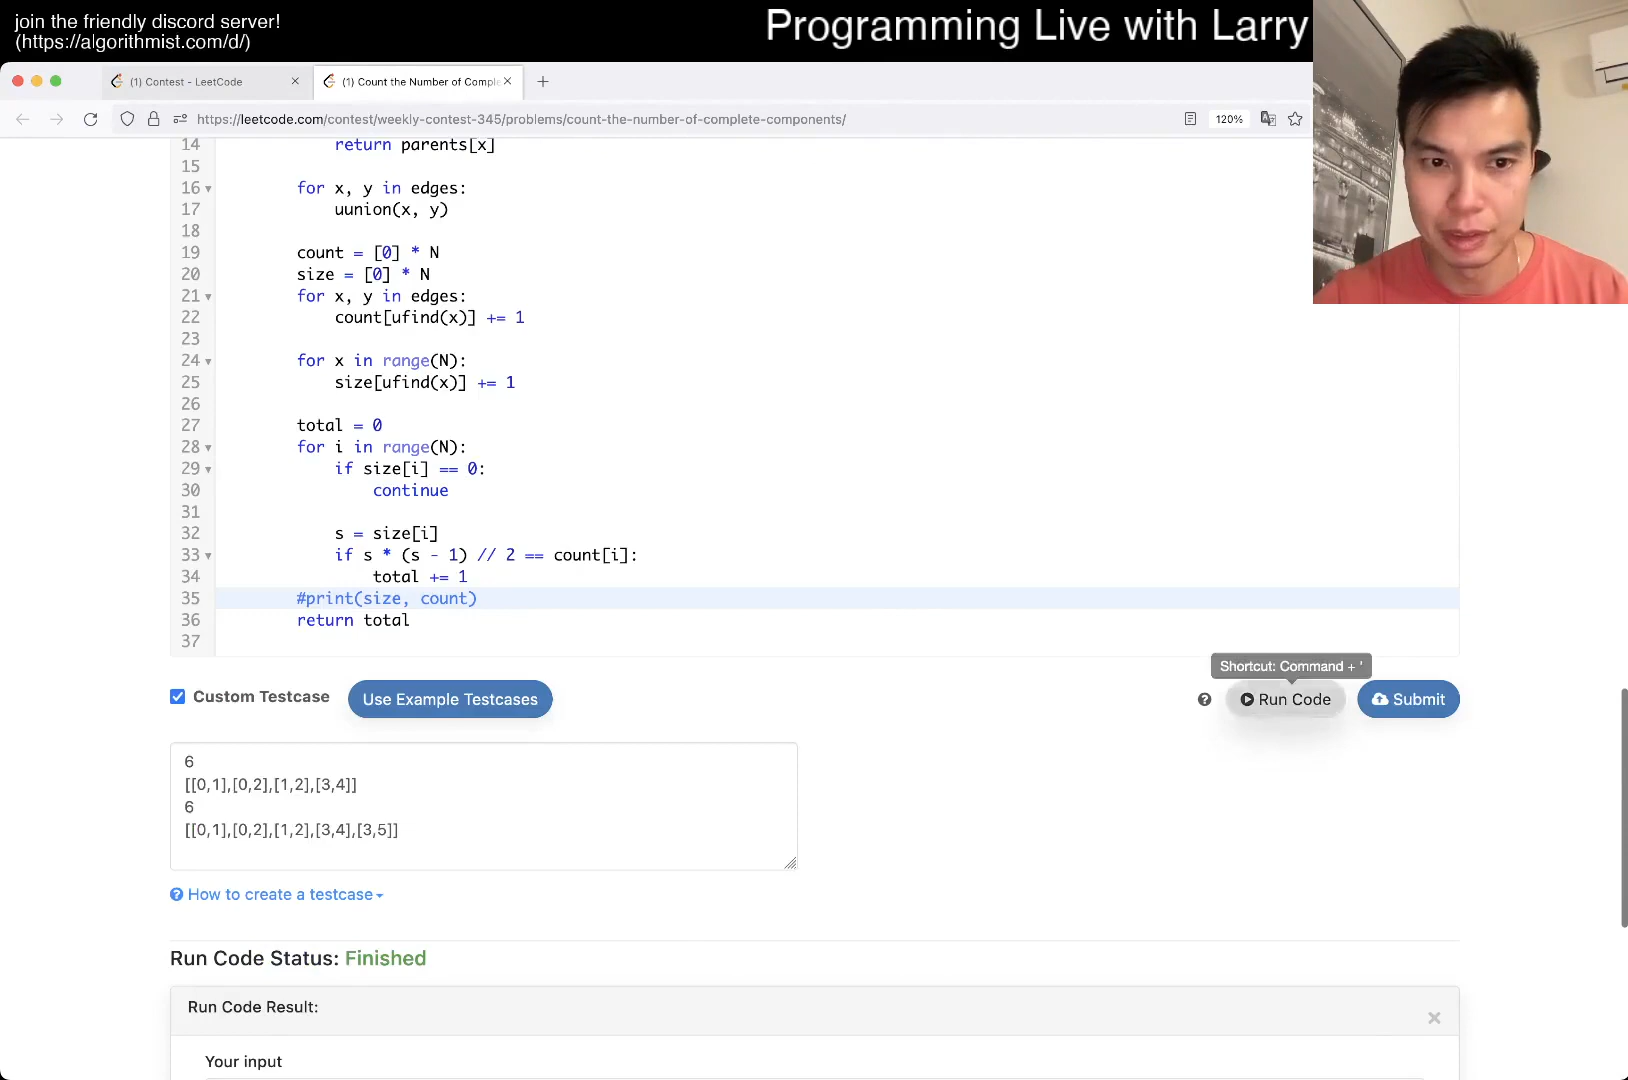 join the friendly discord server!
(https://algorithmist.com/d/)
Programming Live with Larry
(1) Contest - LeetCode
(1) Count the Number of Comple
https://leetcode.com/contest/weekly-contest-345/problems/count-the-number-of-complete-components/
120%
14 return parents[x]
15
16 for x, y in edges:
17 uunion(x, y)
18
19 count = [0] * N
20 size = [0] * N
21 for x, y in edges:
22 count[ufind(x)] += 1
23
24 for x in range(N):
25 size[ufind(x)] += 1
26
27 total = 0
28 for i in range(N):
29 if size[i] == 0:
30 continue
31
32 s = size[i]
33 if s * (s - 1) // 2 == count[i]:
34 total += 1
35 #print(size, count)
36 return total
37
Shortcut: Command + '
Custom Testcase
Use Example Testcases
Run Code
Submit
6
[[0,1],[0,2],[1,2],[3,4]]
6
[[0,1],[0,2],[1,2],[3,4],[3,5]]
How to create a testcase
Run Code Status: Finished
Run Code Result:
Your input